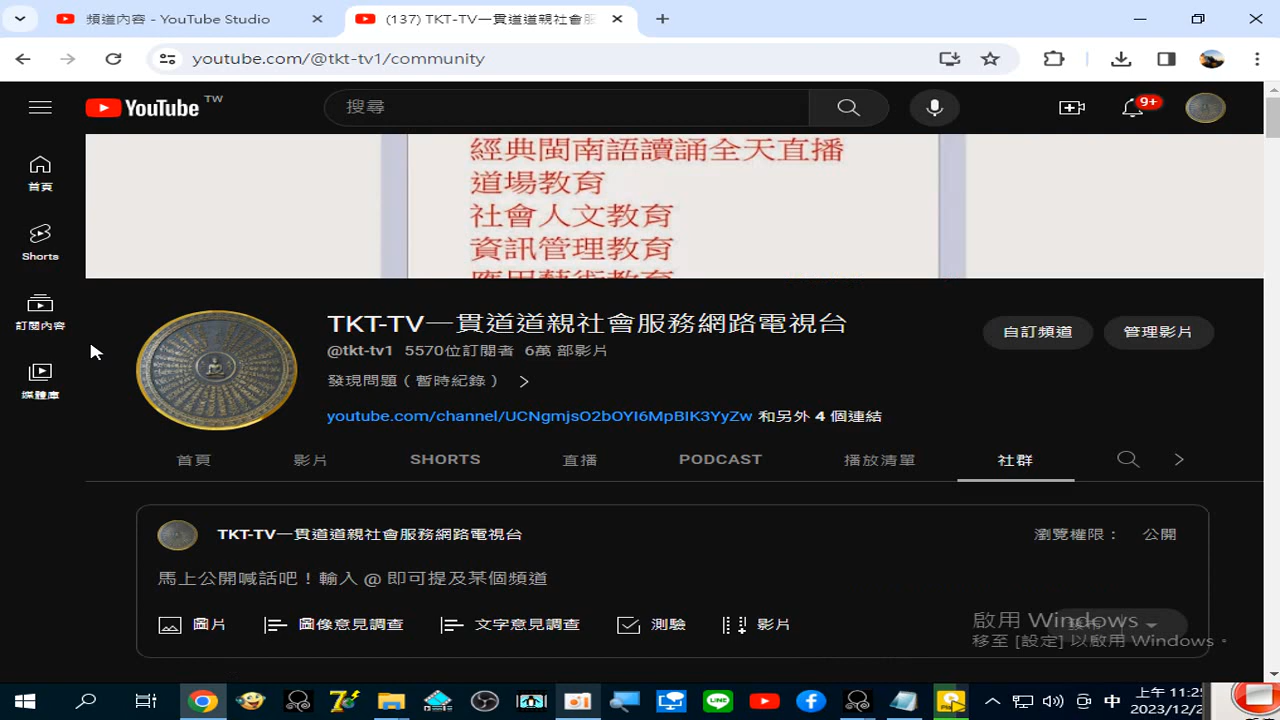 頻道內容 - YouTube Studio
(137) TKT-TV一貫道道親社會服
youtube.com/@tkt-tv1/community
YouTube TW
搜尋
9+
經典閩南語讀誦全天直播
道場教育
社會人文教育
資訊管理教育
應用藝術教育
首頁
Shorts
訂閱內容
媒體庫
TKT-TV一貫道道親社會服務網路電視台
@tkt-tv1 5570位訂閱者 6萬 部影片
發現問題（暫時紀錄）
youtube.com/channel/UCNgmjsO2bOYI6MpBIK3YyZw 和另外 4 個連結
自訂頻道
管理影片
首頁
影片
SHORTS
直播
PODCAST
播放清單
社群
TKT-TV一貫道道親社會服務網路電視台
瀏覽權限： 公開
馬上公開喊話吧！輸入 @ 即可提及某個頻道
圖片
圖像意見調查
文字意見調查
測驗
影片
啟用 Windows
移至 [設定] 以啟用 Windows。
中
上午 11:25
2023/12/2